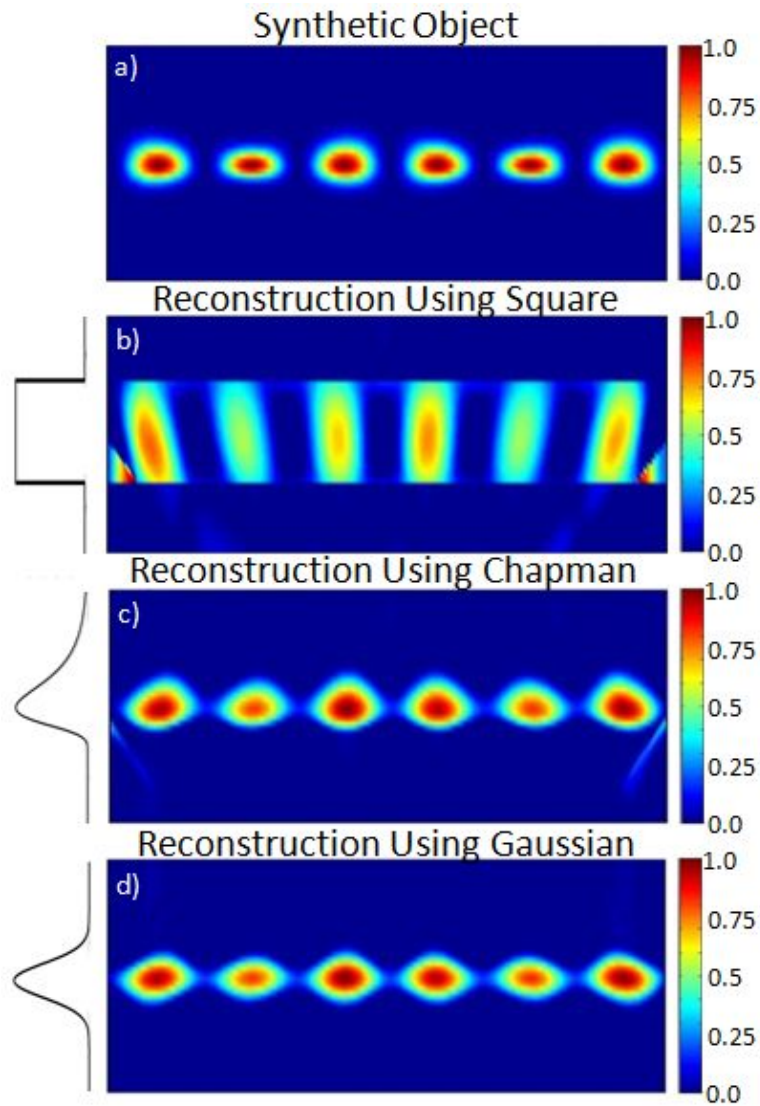 Synthetic Object
a)
1.0
0.75
0.5
0.25
0.0
Reconstruction Using Square
b)
1.0
0.75
0.5
0.25
0.0
Reconstruction Using Chapman
c)
1.0
0.75
0.5
0.25
0.0
Reconstruction Using Gaussian
d)
1.0
0.75
0.5
0.25
0.0